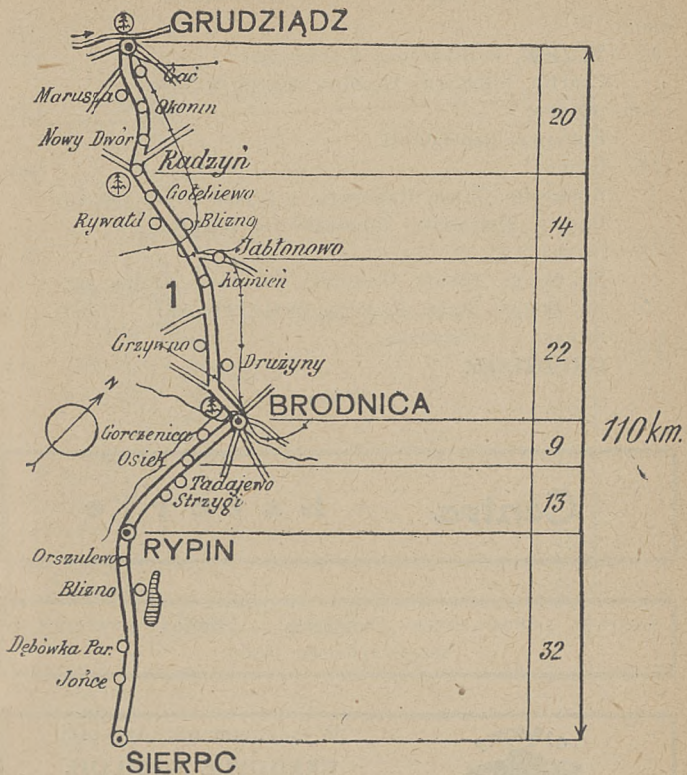 GRUDZIĄDZ
Gać
Marusza
Okonin
20
Nowy Dwór
Radzyń
Gołębiewo
Rywałd
Blizno
14
Jabłonowo
Kamień
1
Grzywno
22
Drużyny
N
BRODNICA
Gorczenica
110 km.
9
Osiek
Tadajewo
Strzygi
13
RYPIN
Orszulewo
Blizno
Dębówka Par.
32
Jońce
SIERPC